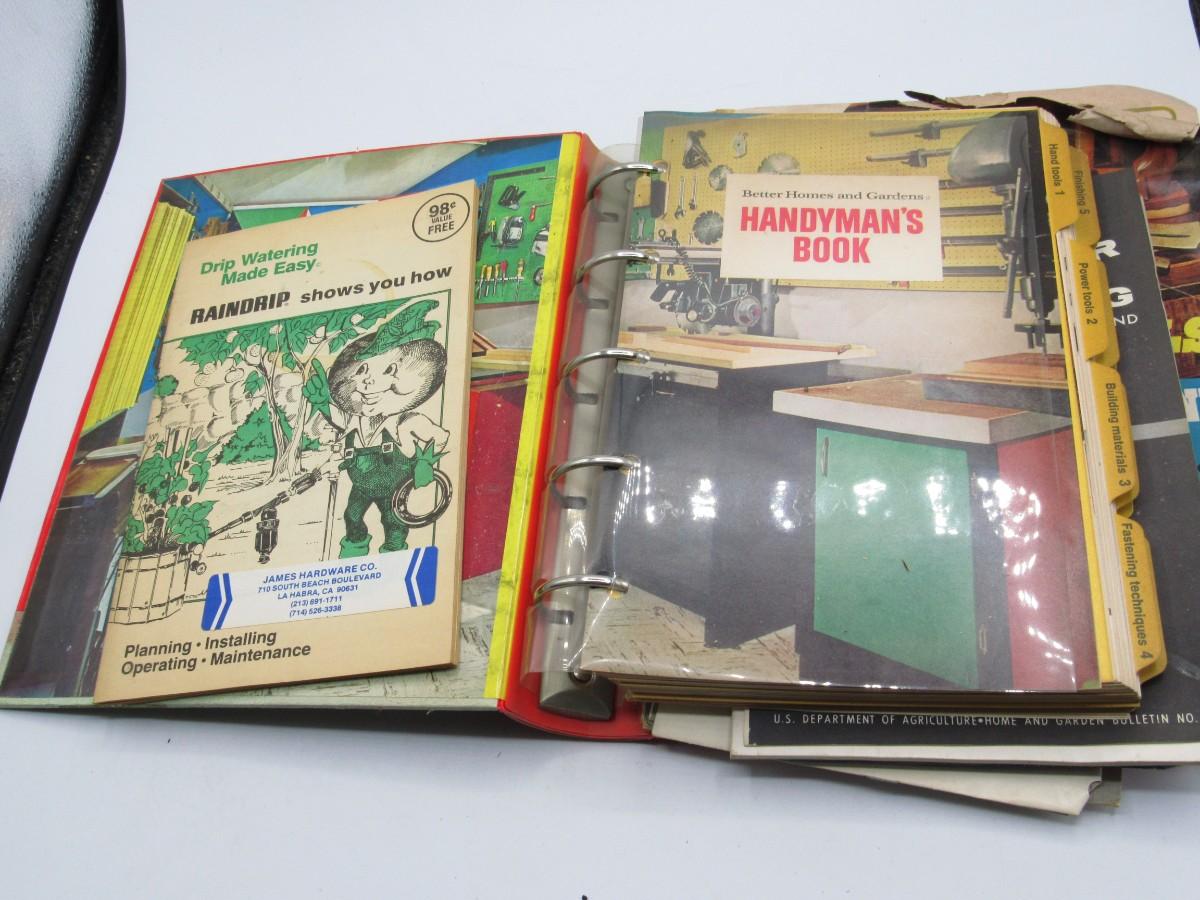 98¢
VALUE
FREE
Drip Watering
Made Easy©
RAINDRIP® shows you how
JAMES HARDWARE CO.
710 SOUTH BEACH BOULEVARD
LA HABRA, CA 90631
(213) 691-1711
(714) 526-3338
Planning • Installing
Operating • Maintenance
Better Homes and Gardens®
HANDYMAN'S
BOOK
Hand tools 1
Finishing 5
Power tools 2
Building materials 3
Fastening techniques 4
R
G
ND
'S
U.S. DEPARTMENT OF AGRICULTURE•HOME AND GARDEN BULLETIN NO.